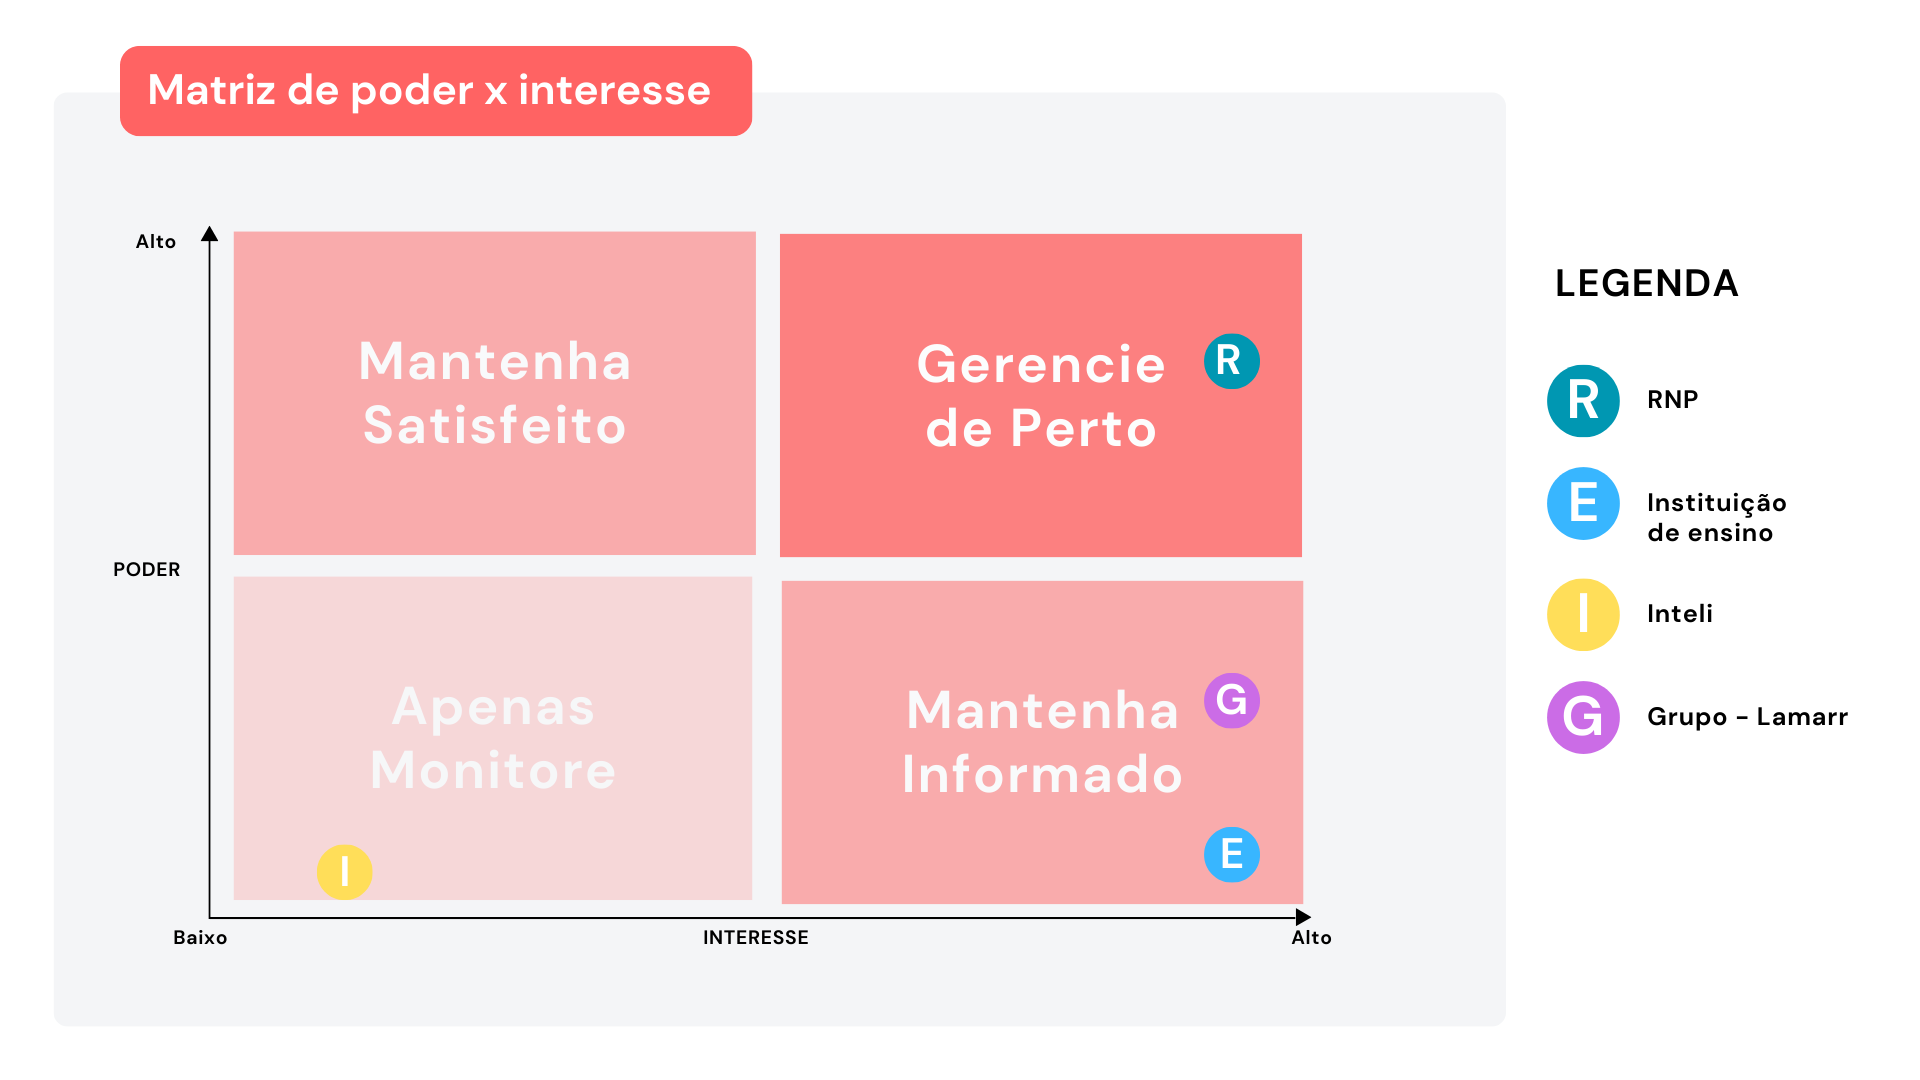 Matriz de poder x interesse
Alto
Mantenha
Satisfeito
Gerencie
de Perto
R
PODER
Apenas
Monitore
I
Mantenha
Informado
G
E
Baixo
INTERESSE
Alto
LEGENDA
R
RNP
E
Instituição
de ensino
I
Inteli
G
Grupo - Lamarr